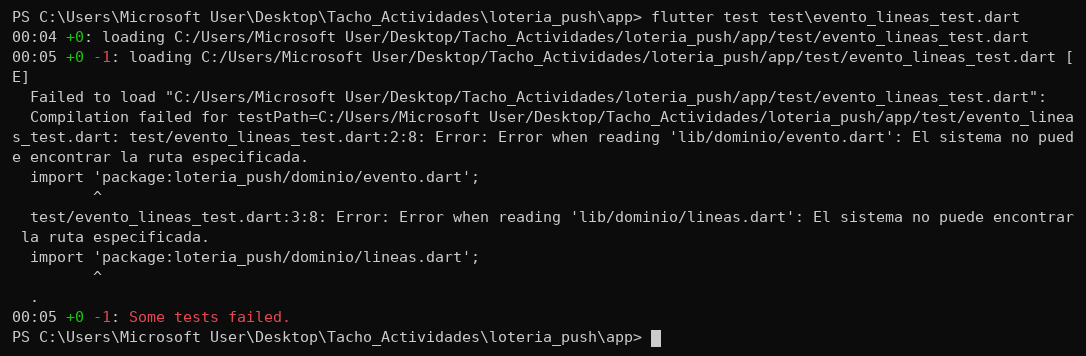 PS C:\Users\Microsoft User\Desktop\Tacho_Actividades\loteria_push\app> flutter test test\evento_lineas_test.dart
00:04 +0: loading C:/Users/Microsoft User/Desktop/Tacho_Actividades/loteria_push/app/test/evento_lineas_test.dart
00:05 +0 -1: loading C:/Users/Microsoft User/Desktop/Tacho_Actividades/loteria_push/app/test/evento_lineas_test.dart [
E]
  Failed to load "C:/Users/Microsoft User/Desktop/Tacho_Actividades/loteria_push/app/test/evento_lineas_test.dart":
  Compilation failed for testPath=C:/Users/Microsoft User/Desktop/Tacho_Actividades/loteria_push/app/test/evento_linea
s_test.dart: test/evento_lineas_test.dart:2:8: Error: Error when reading 'lib/dominio/evento.dart': El sistema no pued
e encontrar la ruta especificada.
  import 'package:loteria_push/dominio/evento.dart';
         ^
  test/evento_lineas_test.dart:3:8: Error: Error when reading 'lib/dominio/lineas.dart': El sistema no puede encontrar
 la ruta especificada.
  import 'package:loteria_push/dominio/lineas.dart';
         ^
  .
00:05 +0 -1: Some tests failed.
PS C:\Users\Microsoft User\Desktop\Tacho_Actividades\loteria_push\app>